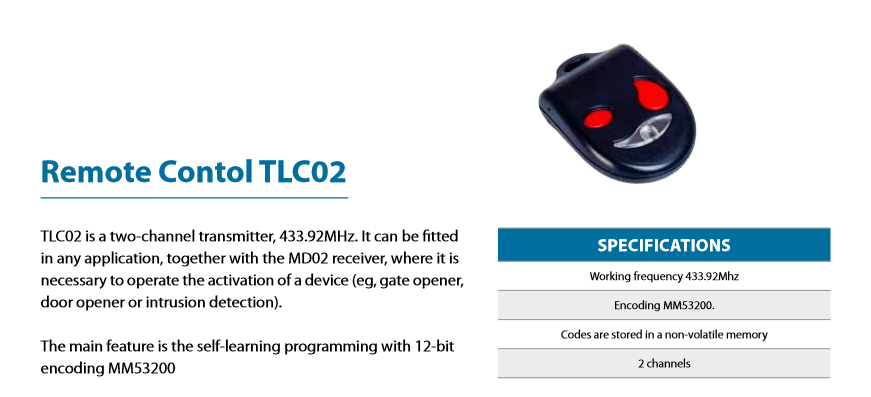 Remote Contol TLC02
TLC02 is a two-channel transmitter, 433.92MHz. It can be fitted
in any application, together with the MD02 receiver, where it is
necessary to operate the activation of a device (eg, gate opener,
door opener or intrusion detection).
The main feature is the self-learning programming with 12-bit
encoding MM53200
SPECIFICATIONS
Working frequency 433.92Mhz
Encoding MM53200.
Codes are stored in a non-volatile memory
2 channels